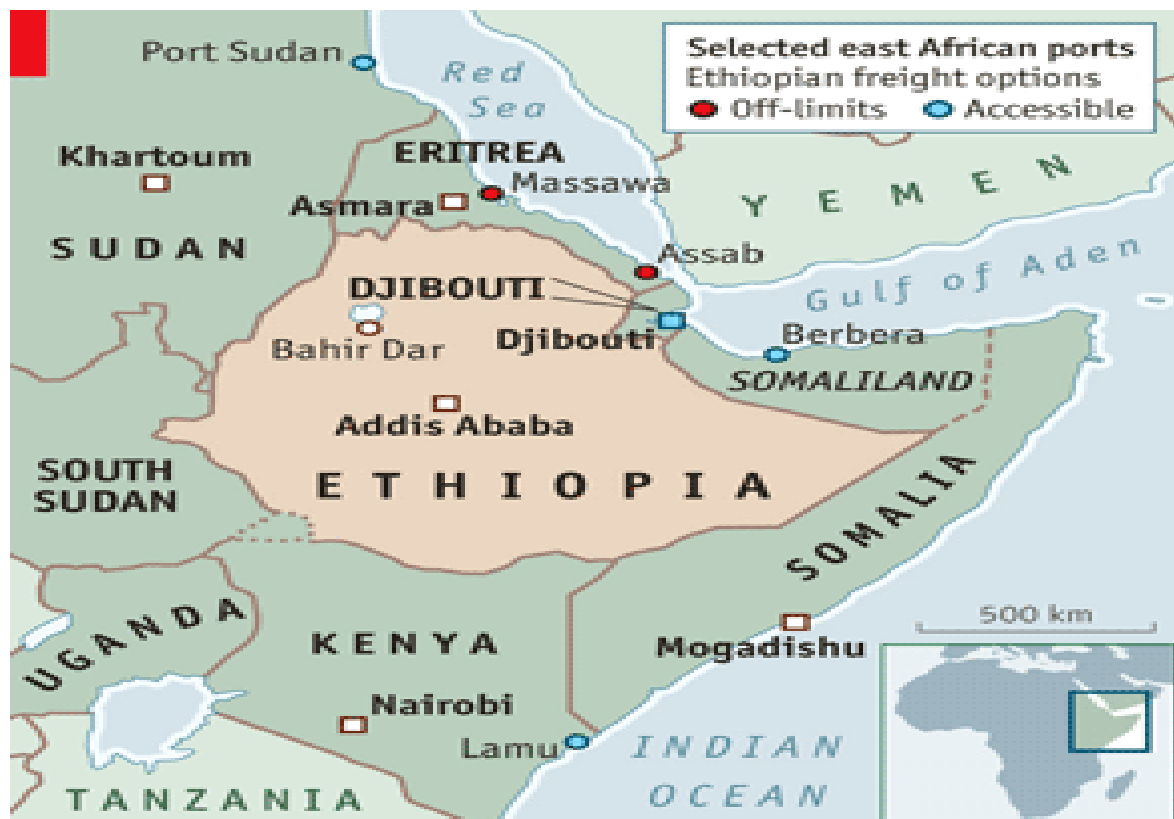 Port Sudan
Red
Sea
Selected east African ports
Ethiopian freight options
Off-limits
Accessible
Khartoum
ERITREA
Massawa
Asmara
YEMEN
SUDAN
Assab
Gulf of Aden
DJIBOUTI
Djibouti
Berbera
Bahir Dar
SOMALILAND
Addis Ababa
SOUTH
SUDAN
ETHIOPIA
SOMALIA
UGANDA
KENYA
Mogadishu
500 km
Nairobi
Lamu
INDIAN
OCEAN
TANZANIA